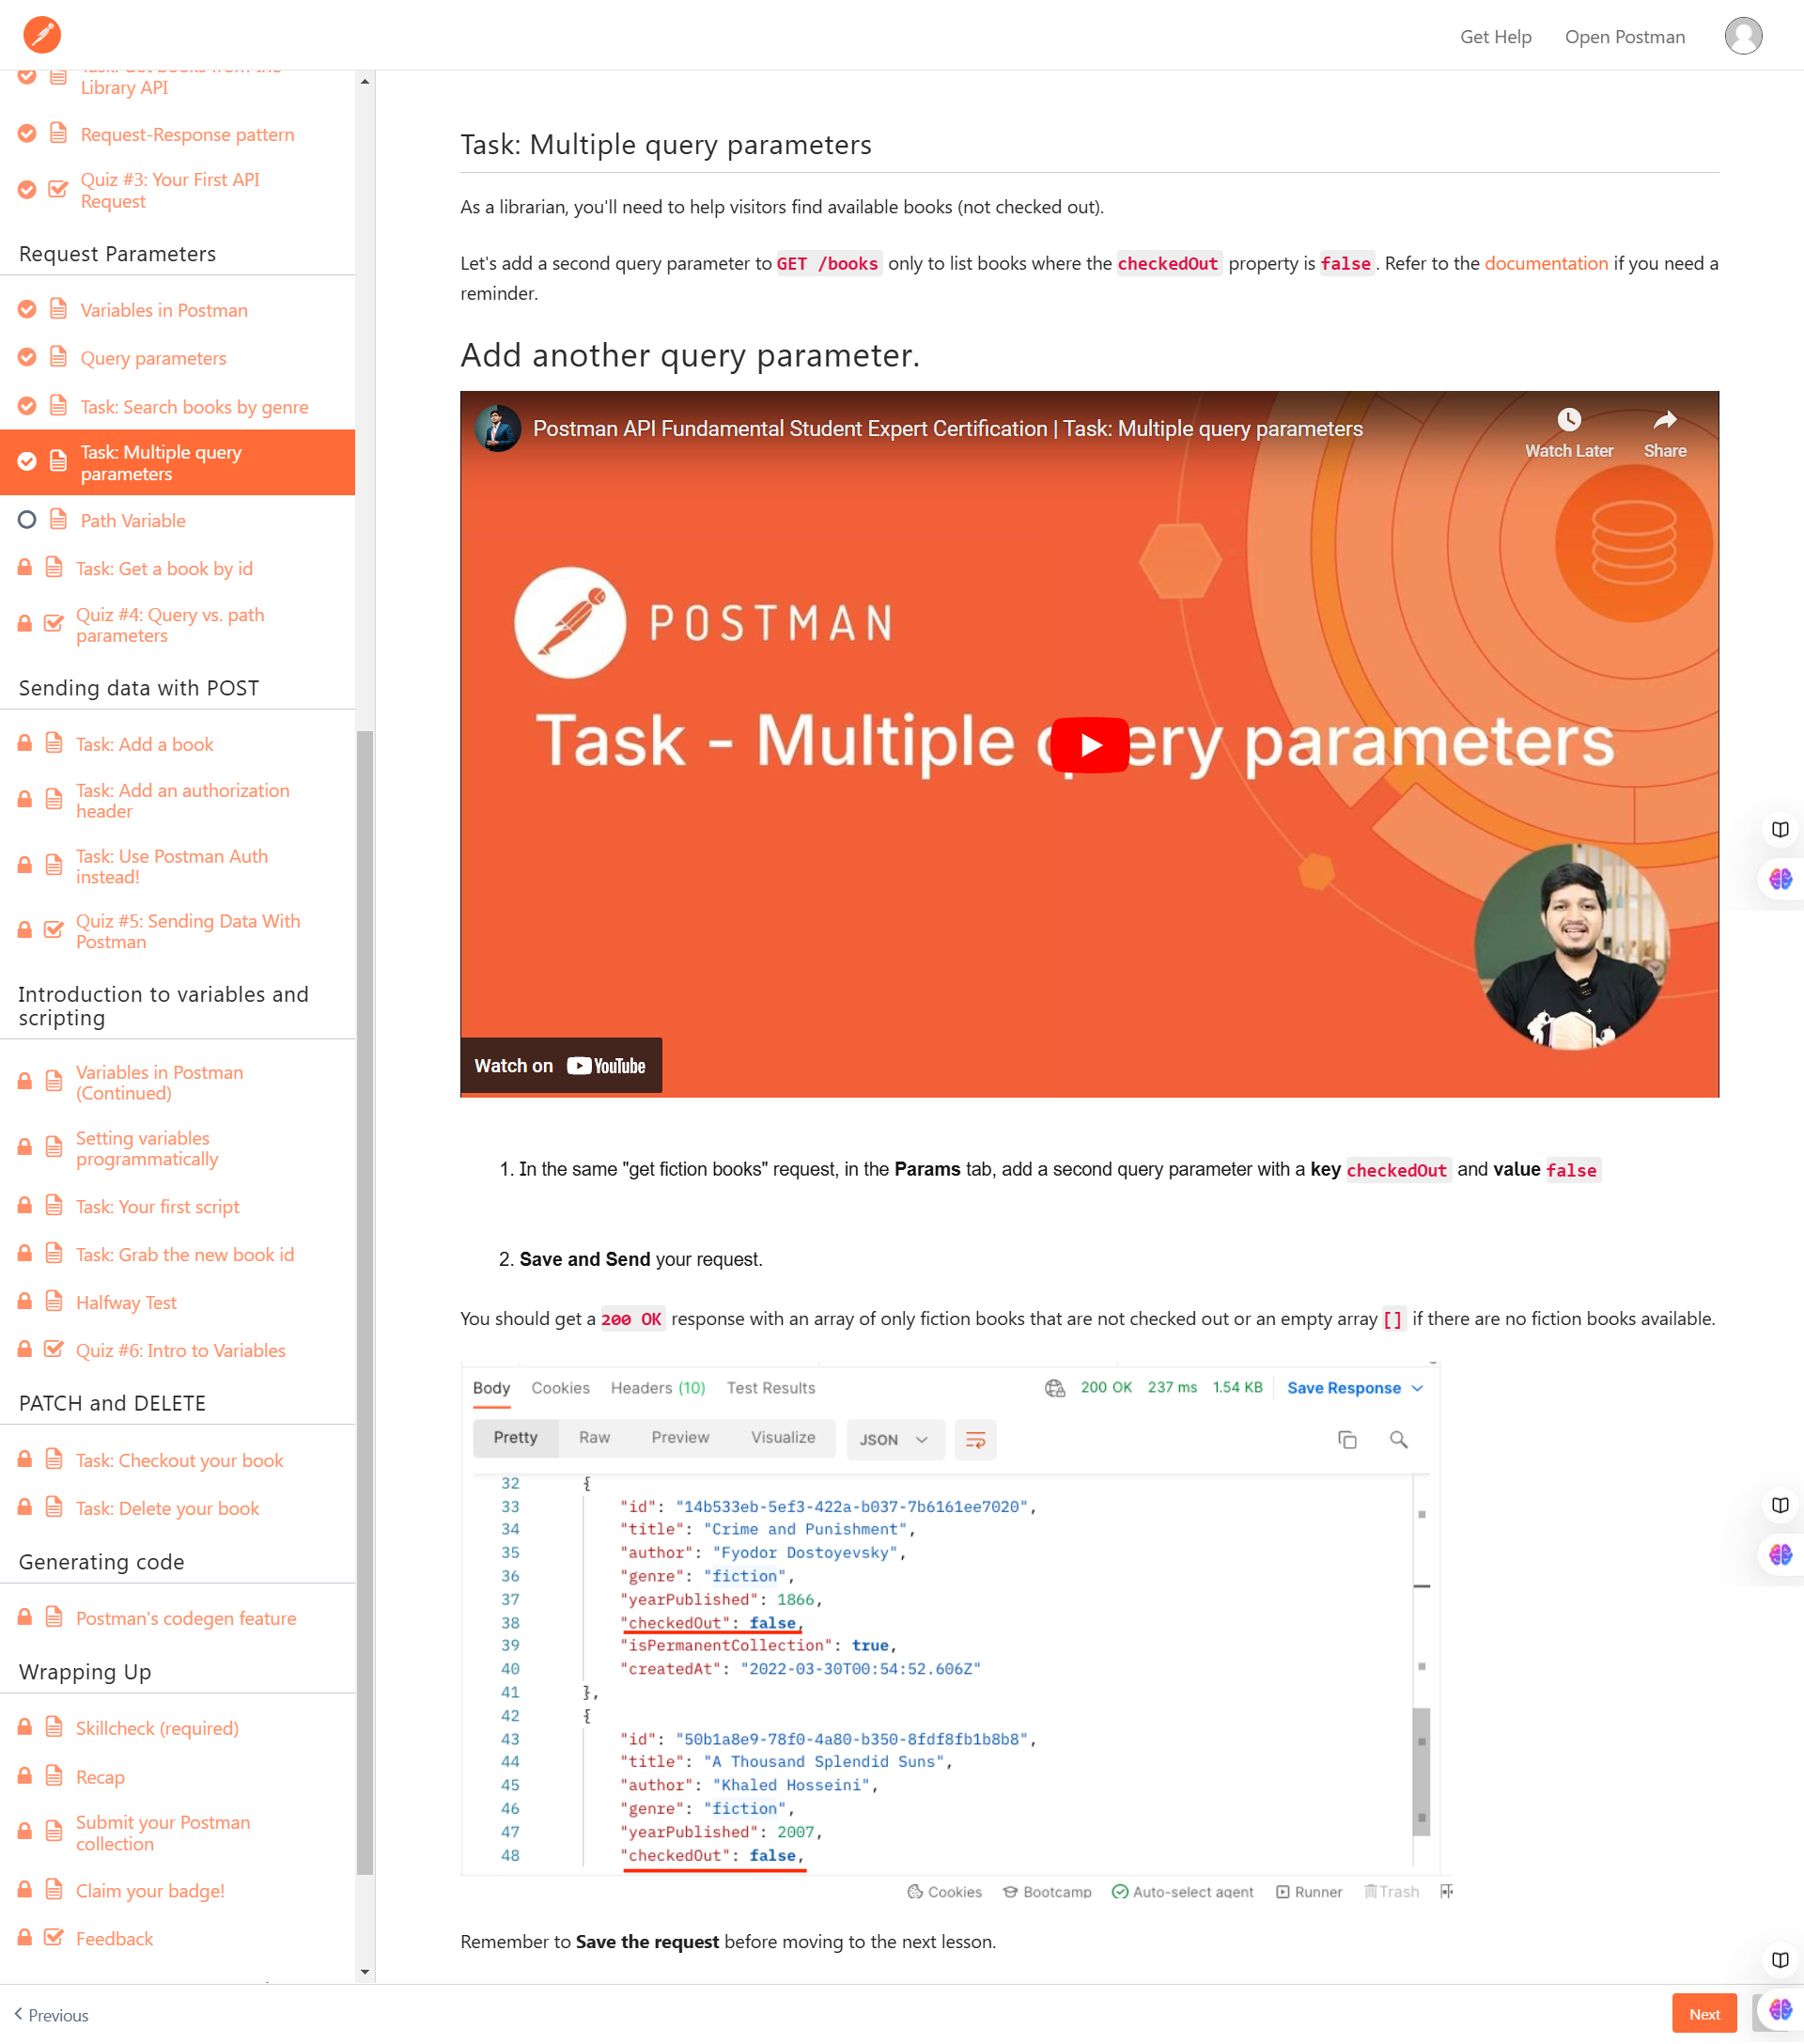 Get Help
Open Postman
Task: Get books from the
Library API
Request-Response pattern
Quiz #3: Your First API
Request
Request Parameters
Variables in Postman
Query parameters
Task: Search books by genre
Task: Multiple query
parameters
Path Variable
Task: Get a book by id
Quiz #4: Query vs. path
parameters
Sending data with POST
Task: Add a book
Task: Add an authorization
header
Task: Use Postman Auth
instead!
Quiz #5: Sending Data With
Postman
Introduction to variables and
scripting
Variables in Postman
(Continued)
Setting variables
programmatically
Task: Your first script
Task: Grab the new book id
Halfway Test
Quiz #6: Intro to Variables
PATCH and DELETE
Task: Checkout your book
Task: Delete your book
Generating code
Postman's codegen feature
Wrapping Up
Skillcheck (required)
Recap
Submit your Postman
collection
Claim your badge!
Feedback
Task: Multiple query parameters
As a librarian, you'll need to help visitors find available books (not checked out).
Let's add a second query parameter to GET /books only to list books where the checkedOut property is false. Refer to the documentation if you need a
reminder.
Add another query parameter.
Postman API Fundamental Student Expert Certification | Task: Multiple query parameters
Watch Later
Share
POSTMAN
Task - Multiple query parameters
Watch on YouTube
1. In the same "get fiction books" request, in the Params tab, add a second query parameter with a key checkedOut and value false
2. Save and Send your request.
You should get a 200 OK response with an array of only fiction books that are not checked out or an empty array [] if there are no fiction books available.
Body Cookies Headers (10) Test Results 200 OK 237 ms 1.54 KB Save Response
Pretty Raw Preview Visualize JSON
32 {
33 "id": "14b533eb-5ef3-422a-b037-7b6161ee7020",
34 "title": "Crime and Punishment",
35 "author": "Fyodor Dostoyevsky",
36 "genre": "fiction",
37 "yearPublished": 1866,
38 "checkedOut": false,
39 "isPermanentCollection": true,
40 "createdAt": "2022-03-30T00:54:52.606Z"
41 },
42 {
43 "id": "50b1a8e9-78f0-4a80-b350-8fdf8fb1b8b8",
44 "title": "A Thousand Splendid Suns",
45 "author": "Khaled Hosseini",
46 "genre": "fiction",
47 "yearPublished": 2007,
48 "checkedOut": false,
Cookies Bootcamp Auto-select agent Runner Trash
Remember to Save the request before moving to the next lesson.
Previous
Next